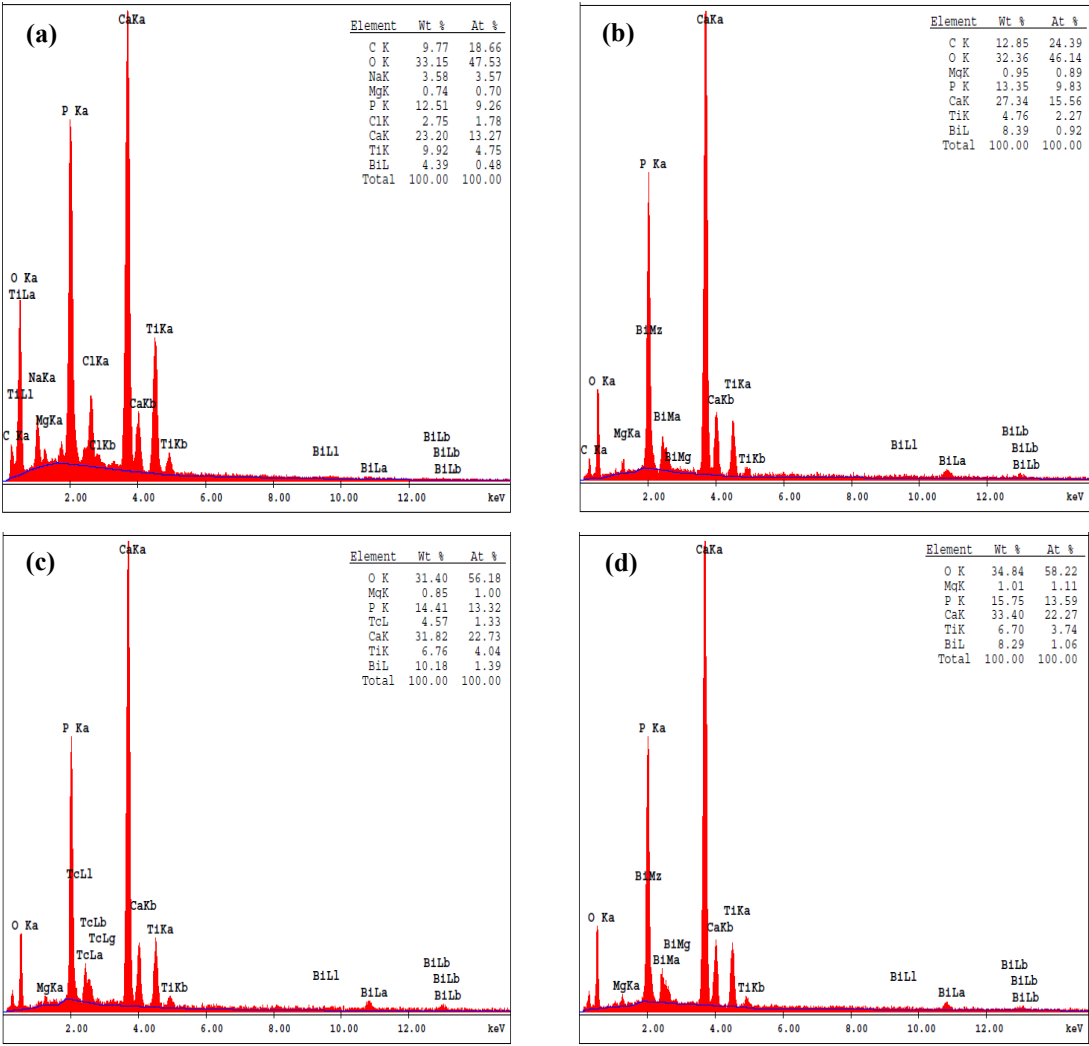 (a)
CaKa
Element Wt % At %
C K 9.77 18.66
O K 33.15 47.53
NaK 3.58 3.57
MgK 0.74 0.70
P K 12.51 9.26
ClK 2.75 1.78
CaK 23.20 13.27
TiK 9.92 4.75
BiL 4.39 0.48
Total 100.00 100.00
P Ka
O Ka
TiLa
TiKa
ClKa
NaKa
TiLl
CaKb
MgKa
C Ka
ClKb
TiKb
BiLl
BiLa
BiLb
BiLb
BiLb
2.00 4.00 6.00 8.00 10.00 12.00 keV
(b)
CaKa
Element Wt % At %
C K 12.85 24.39
O K 32.36 46.14
MgK 0.95 0.89
P K 13.35 9.83
CaK 27.34 15.56
TiK 4.76 2.27
BiL 8.39 0.92
Total 100.00 100.00
P Ka
BiMz
O Ka
TiKa
CaKb
BiMa
MgKa
C Ka
BiMg
TiKb
BiLl
BiLa
BiLb
BiLb
BiLb
2.00 4.00 6.00 8.00 10.00 12.00 keV
(c)
CaKa
Element Wt % At %
O K 31.40 56.18
MgK 0.85 1.00
P K 14.41 13.32
TcL 4.57 1.33
CaK 31.82 22.73
TiK 6.76 4.04
BiL 10.18 1.39
Total 100.00 100.00
P Ka
TcLl
CaKb
O Ka
TcLb
TiKa
TcLg
TcLa
MgKa
TiKb
BiLl
BiLa
BiLb
BiLb
BiLb
2.00 4.00 6.00 8.00 10.00 12.00 keV
(d)
CaKa
Element Wt % At %
O K 34.84 58.22
MgK 1.01 1.11
P K 15.75 13.59
CaK 33.40 22.27
TiK 6.70 3.74
BiL 8.29 1.06
Total 100.00 100.00
P Ka
BiMz
O Ka
TiKa
CaKb
BiMg
BiMa
MgKa
TiKb
BiLl
BiLa
BiLb
BiLb
BiLb
2.00 4.00 6.00 8.00 10.00 12.00 keV